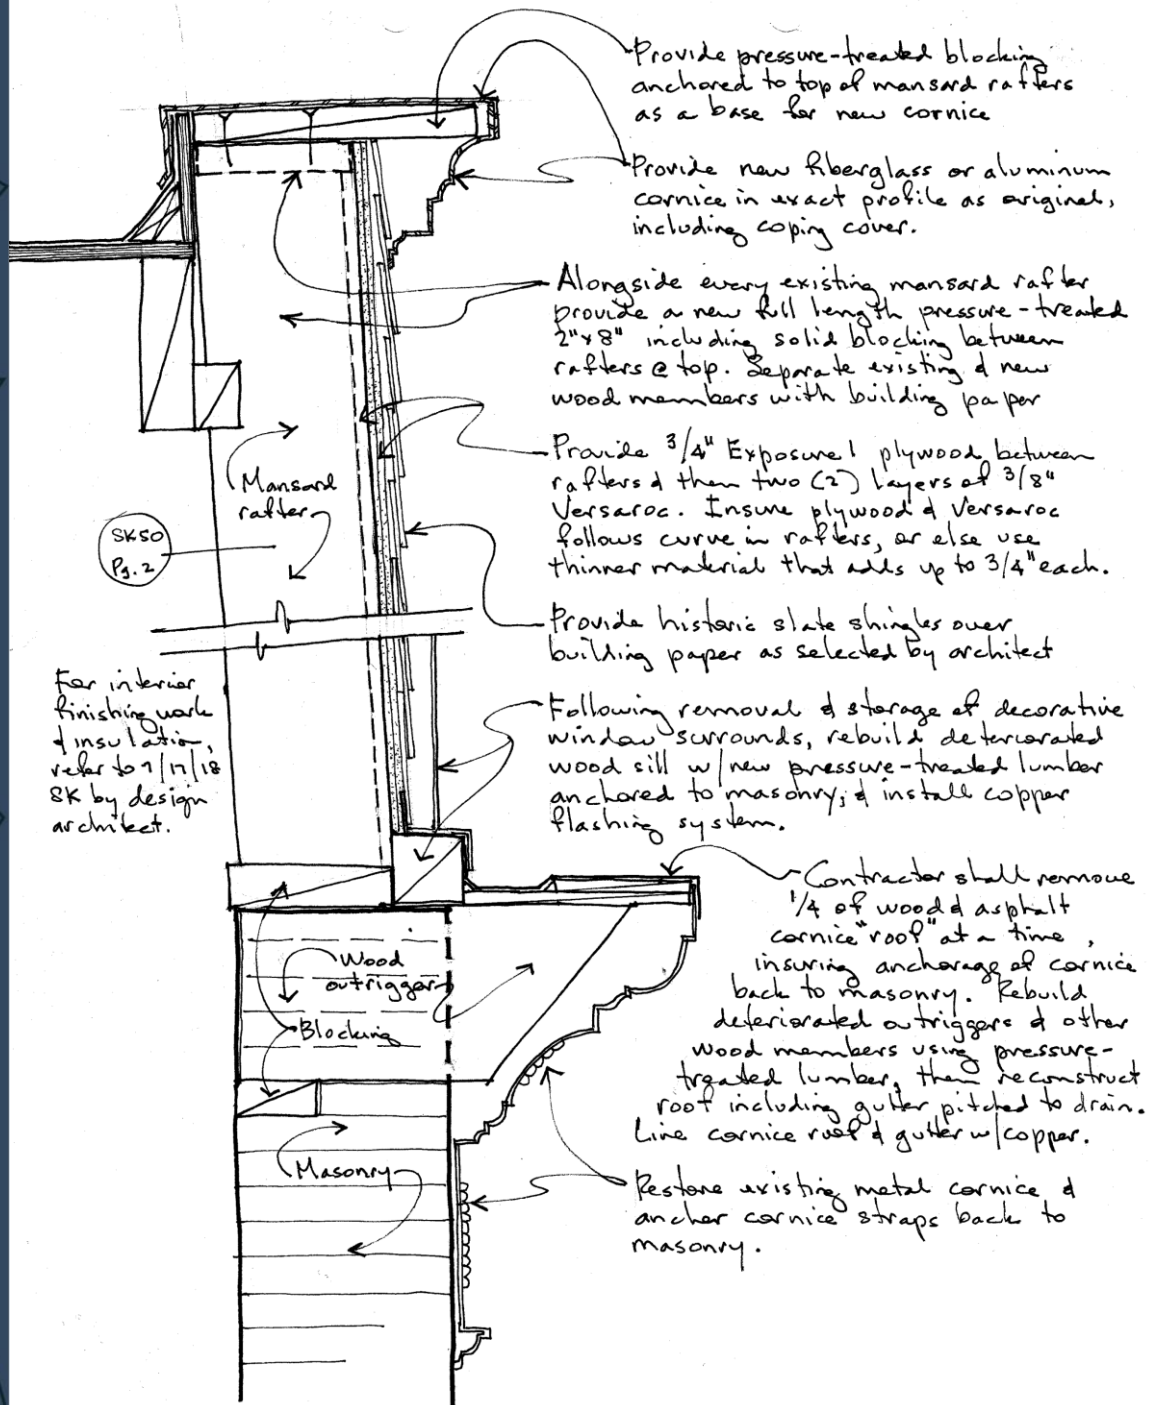 Provide pressure-treated blocking
anchored to top of mansard rafters
as a base for new cornice
Provide new fiberglass or aluminum
cornice in exact profile as original,
including coping cover.
Alongside every existing mansard rafter
provide a new full length pressure-treated
2"x8" including solid blocking between
rafters @ top. Separate existing & new
wood members with building paper
Provide 3/4" Exposure 1 plywood between
rafters & then two (2) layers of 3/8"
Versaroc. Insure plywood & Versaroc
follows curve in rafters, or else use
thinner material that adds up to 3/4" each.
Provide historic slate shingles over
building paper as selected by architect
Following removal & storage of decorative
window surrounds, rebuild deteriorated
wood sill w/new pressure-treated lumber
anchored to masonry, & install copper
flashing system.
Contractor shall remove
1/4 of wood & asphalt
cornice "roof" at a time,
insuring anchorage of cornice
back to masonry. Rebuild
deteriorated outriggers & other
wood members using pressure-
treated lumber, then reconstruct
roof including gutter pitched to drain.
Line cornice roof & gutter w/copper.
Restore existing metal cornice &
anchor cornice straps back to
masonry.
Mansard
rafter
SK50
Pg. 2
For interior
finishing work
& insulation,
refer to
SK by design
architect.
Wood
outrigger
Blocking
Masonry